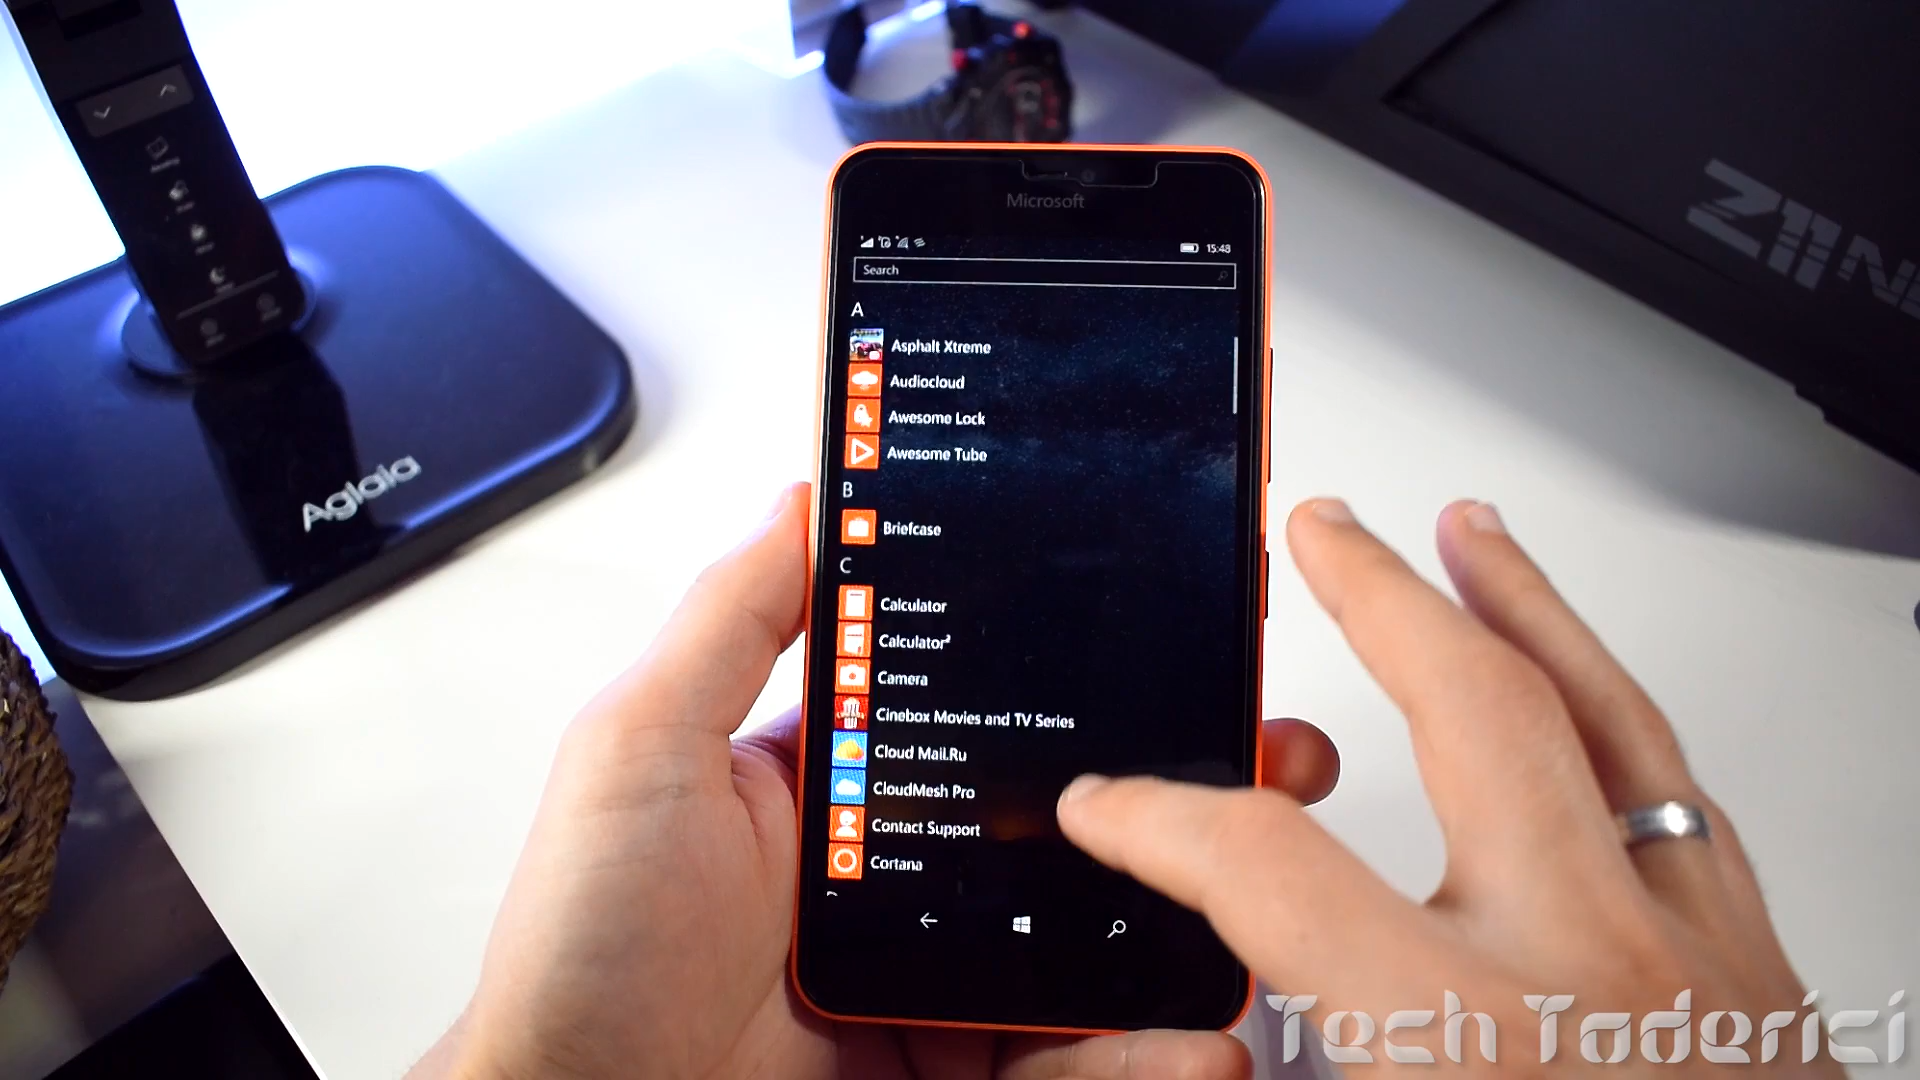 Microsoft
15:48
Search
A
Asphalt Xtreme
Audiocloud
Awesome Lock
Awesome Tube
B
Briefcase
C
Calculator
Calculator²
Camera
Cinebox Movies and TV Series
Cloud Mail.Ru
CloudMesh Pro
Contact Support
Cortana
Aglaia
Tech Toderici